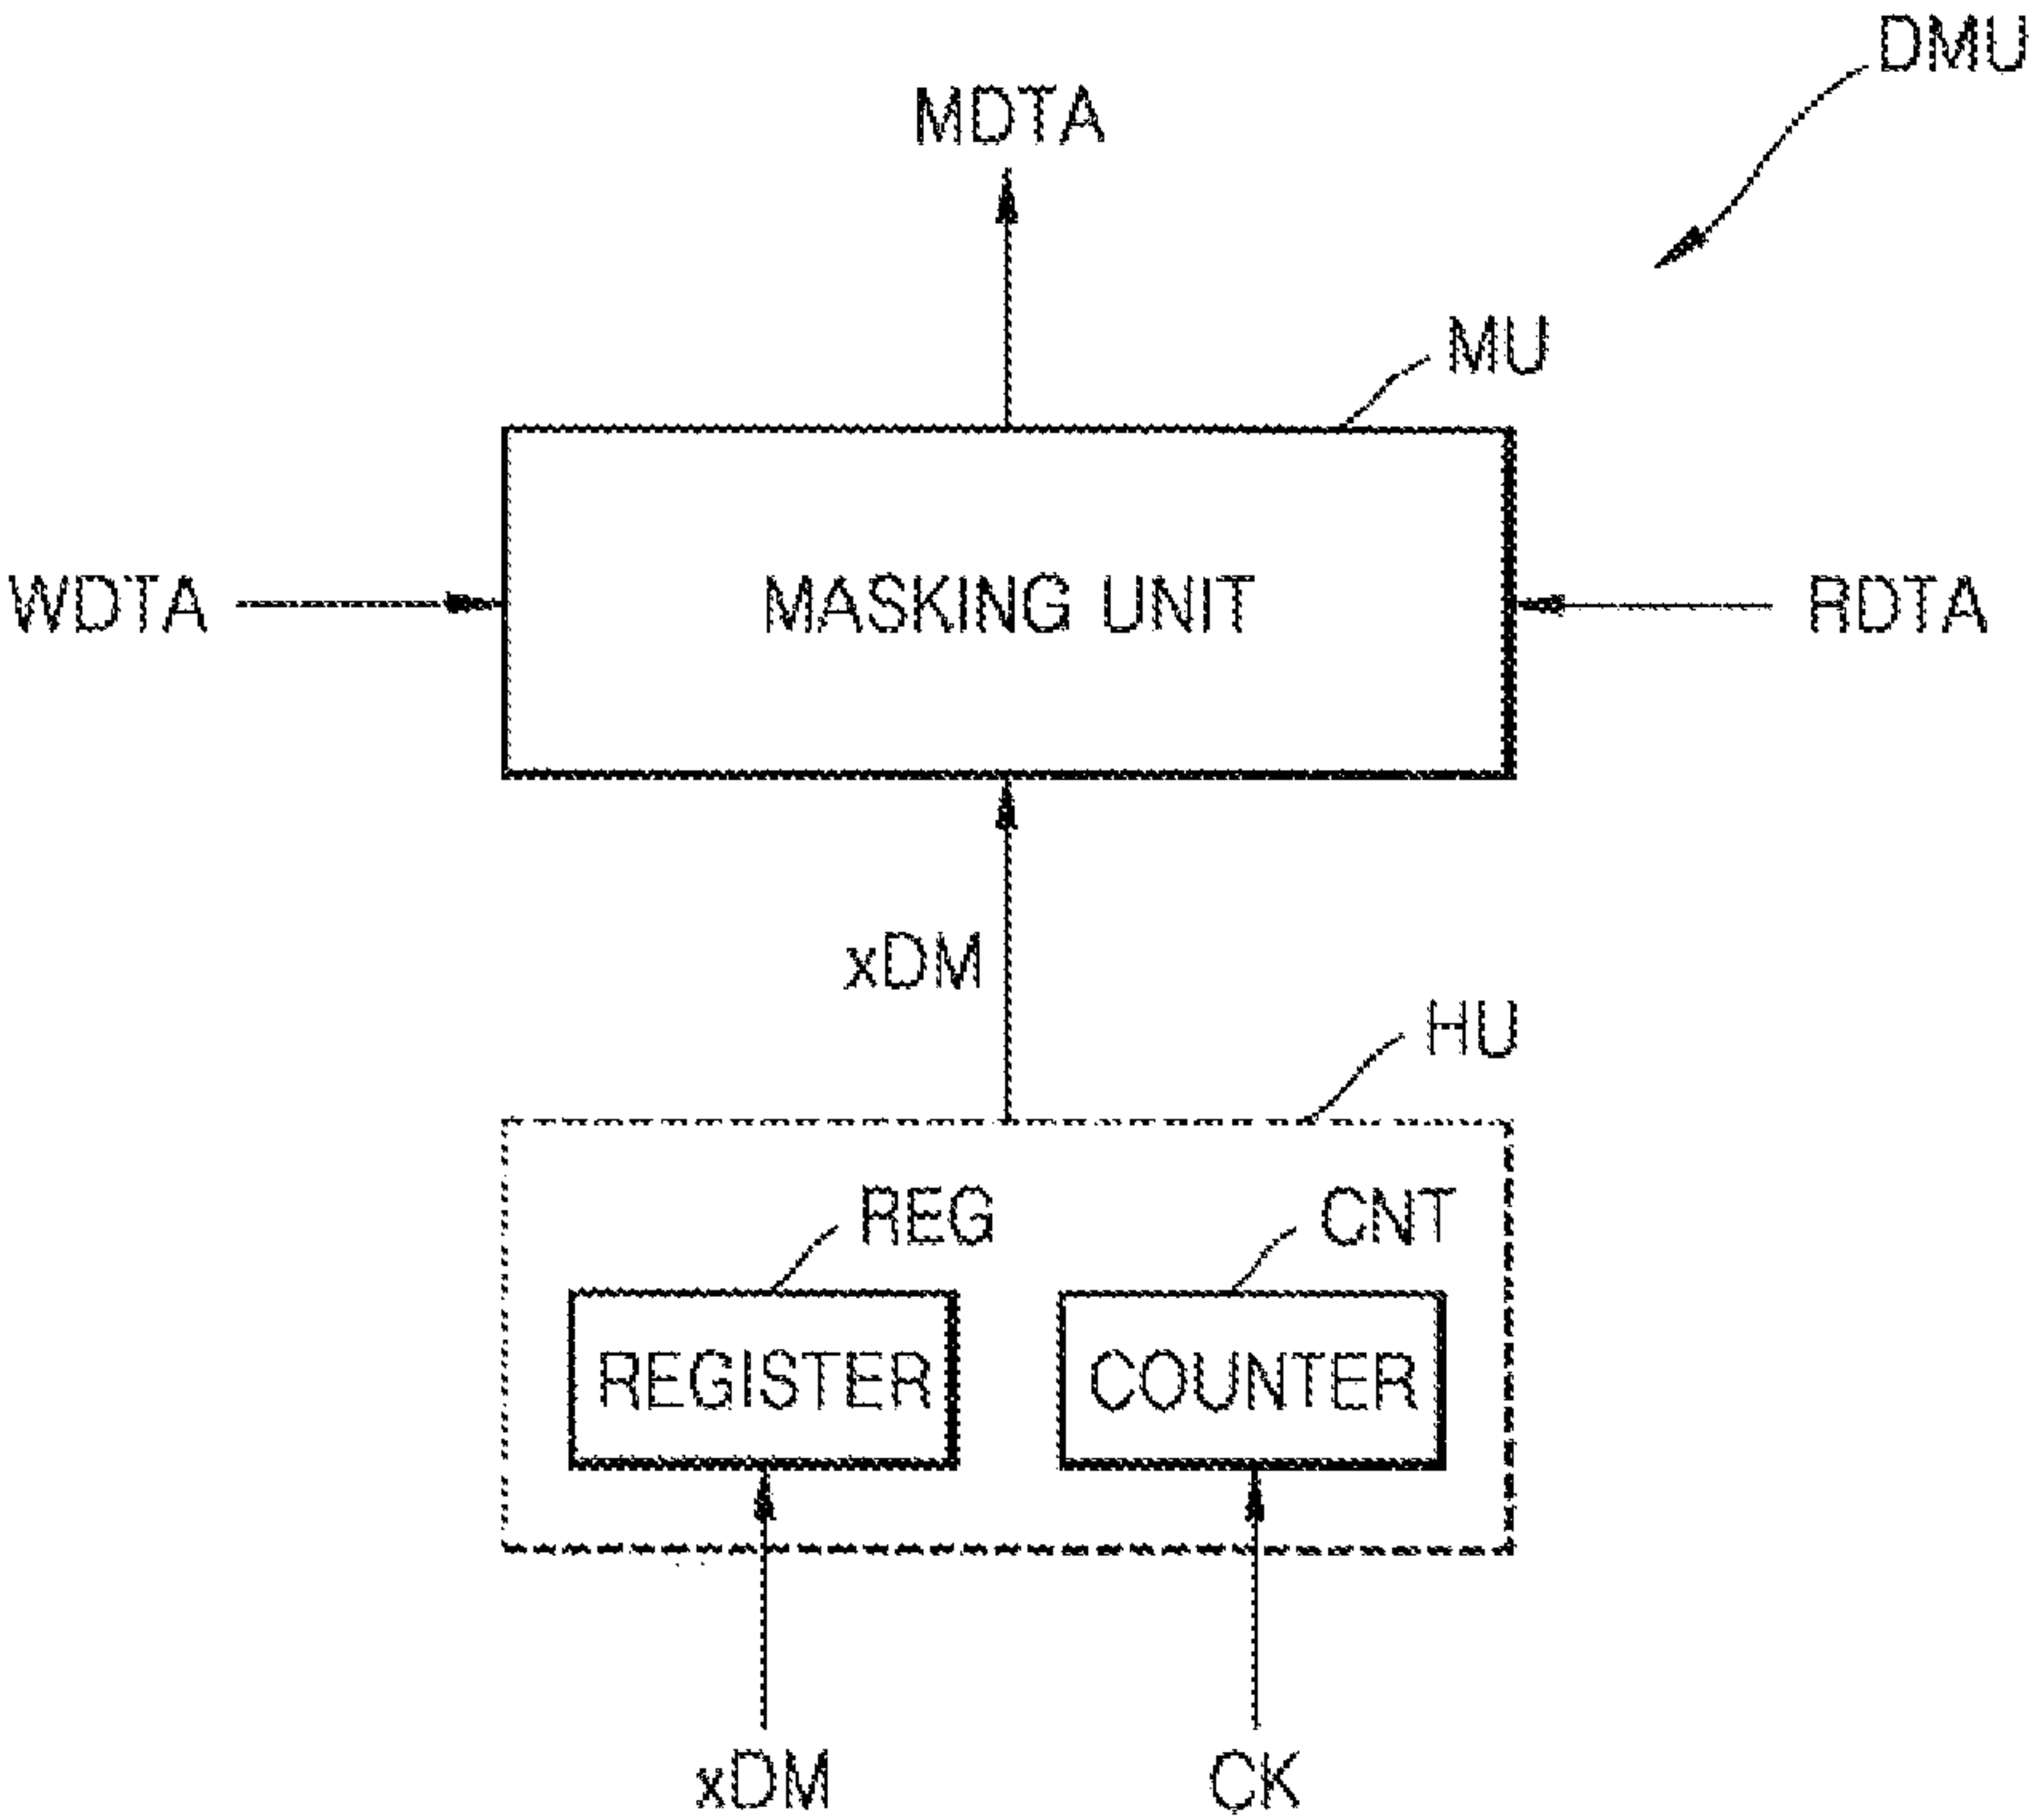 DMU
MDTA
MU
WDTA
MASKING UNIT
RDTA
xDM
HU
REG
CNT
REGISTER
COUNTER
xDM
CK